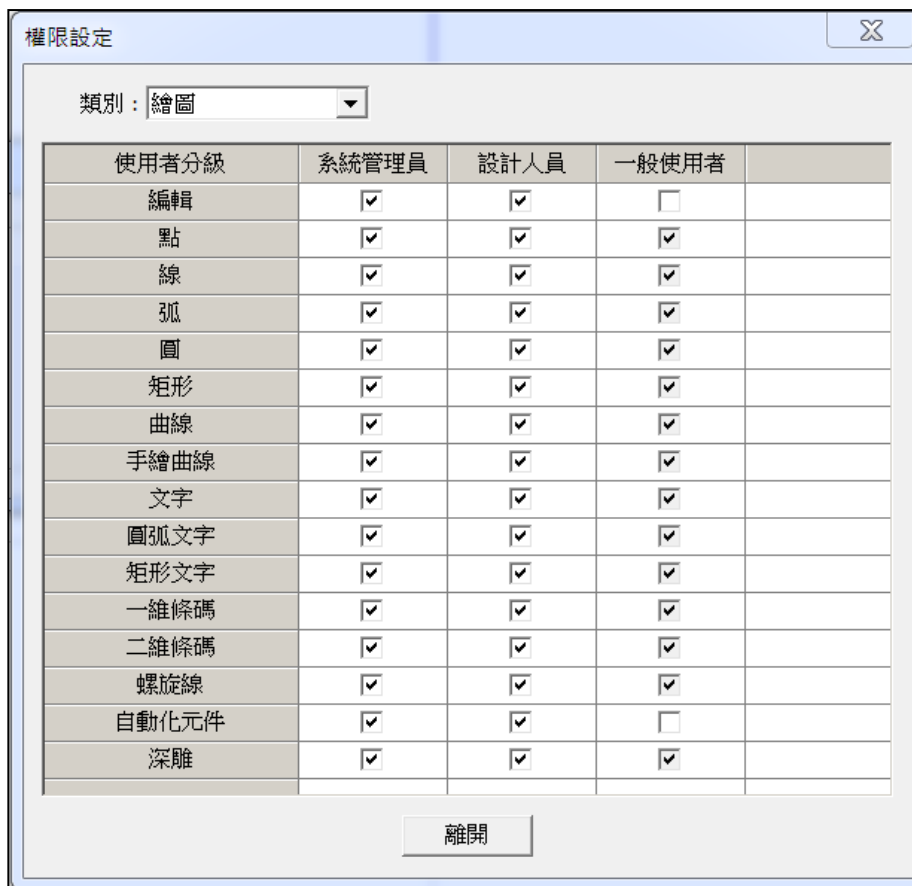 權限設定
類別：繪圖
使用者分級 系統管理員 設計人員 一般使用者
編輯
點
線
弧
圓
矩形
曲線
手繪曲線
文字
圓弧文字
矩形文字
一維條碼
二維條碼
螺旋線
自動化元件
深雕
離開